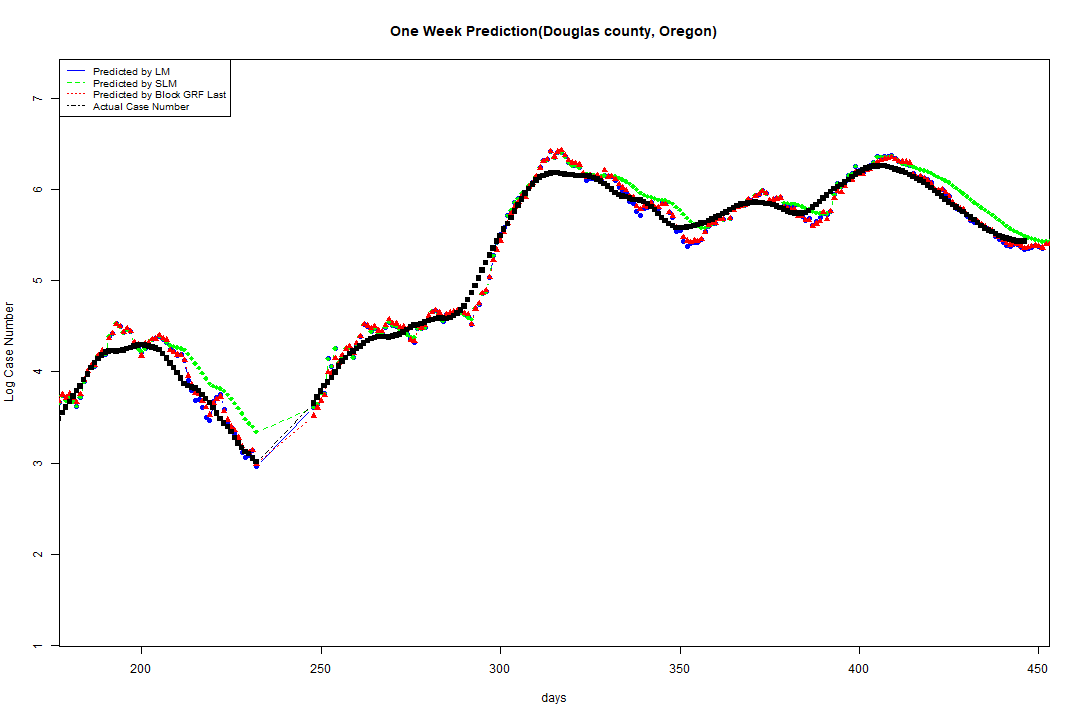 One Week Prediction(Douglas county, Oregon)
Predicted by LM
Predicted by SLM
Predicted by Block GRF Last
Actual Case Number
7
6
5
4
3
2
1
Log Case Number
200 250 300 350 400 450
days